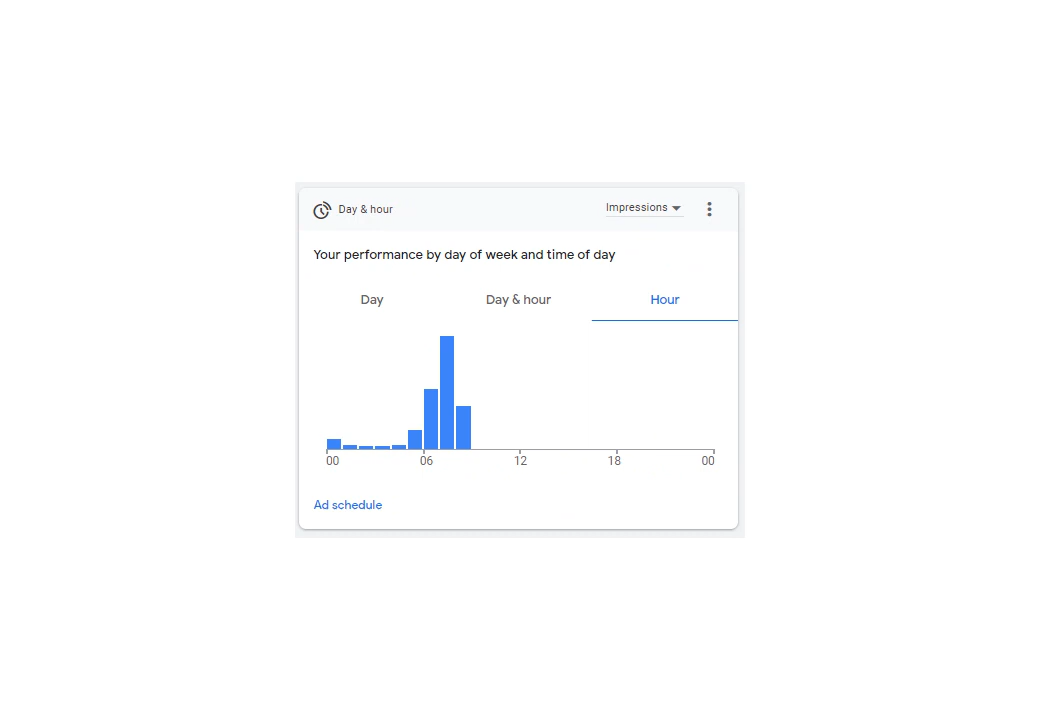 Day & hour
Impressions
Your performance by day of week and time of day
Day Day & hour Hour
00 06 12 18 00
Ad schedule